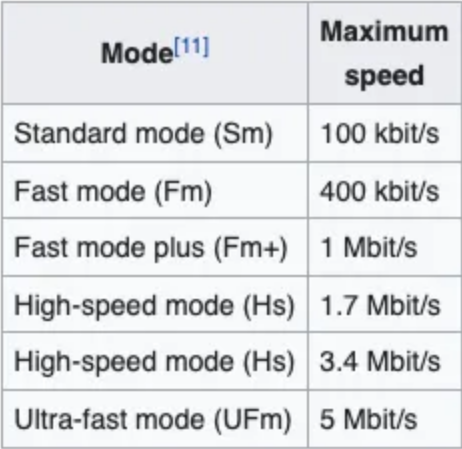 Mode[11] Maximum speed
Standard mode (Sm) 100 kbit/s
Fast mode (Fm) 400 kbit/s
Fast mode plus (Fm+) 1 Mbit/s
High-speed mode (Hs) 1.7 Mbit/s
High-speed mode (Hs) 3.4 Mbit/s
Ultra-fast mode (UFm) 5 Mbit/s